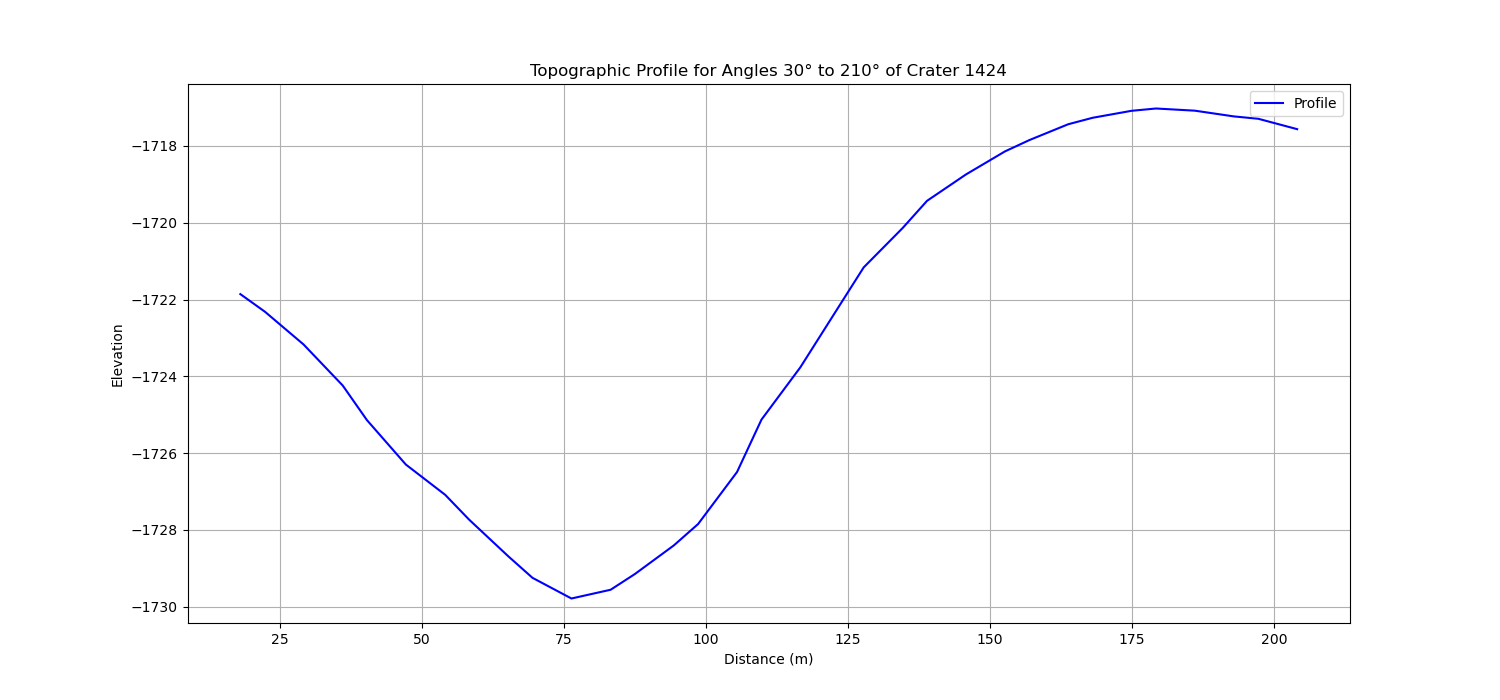 Topographic Profile for Angles 30° to 210° of Crater 1424
Profile
−1718
−1720
−1722
−1724
−1726
−1728
−1730
Elevation
25 50 75 100 125 150 175 200
Distance (m)